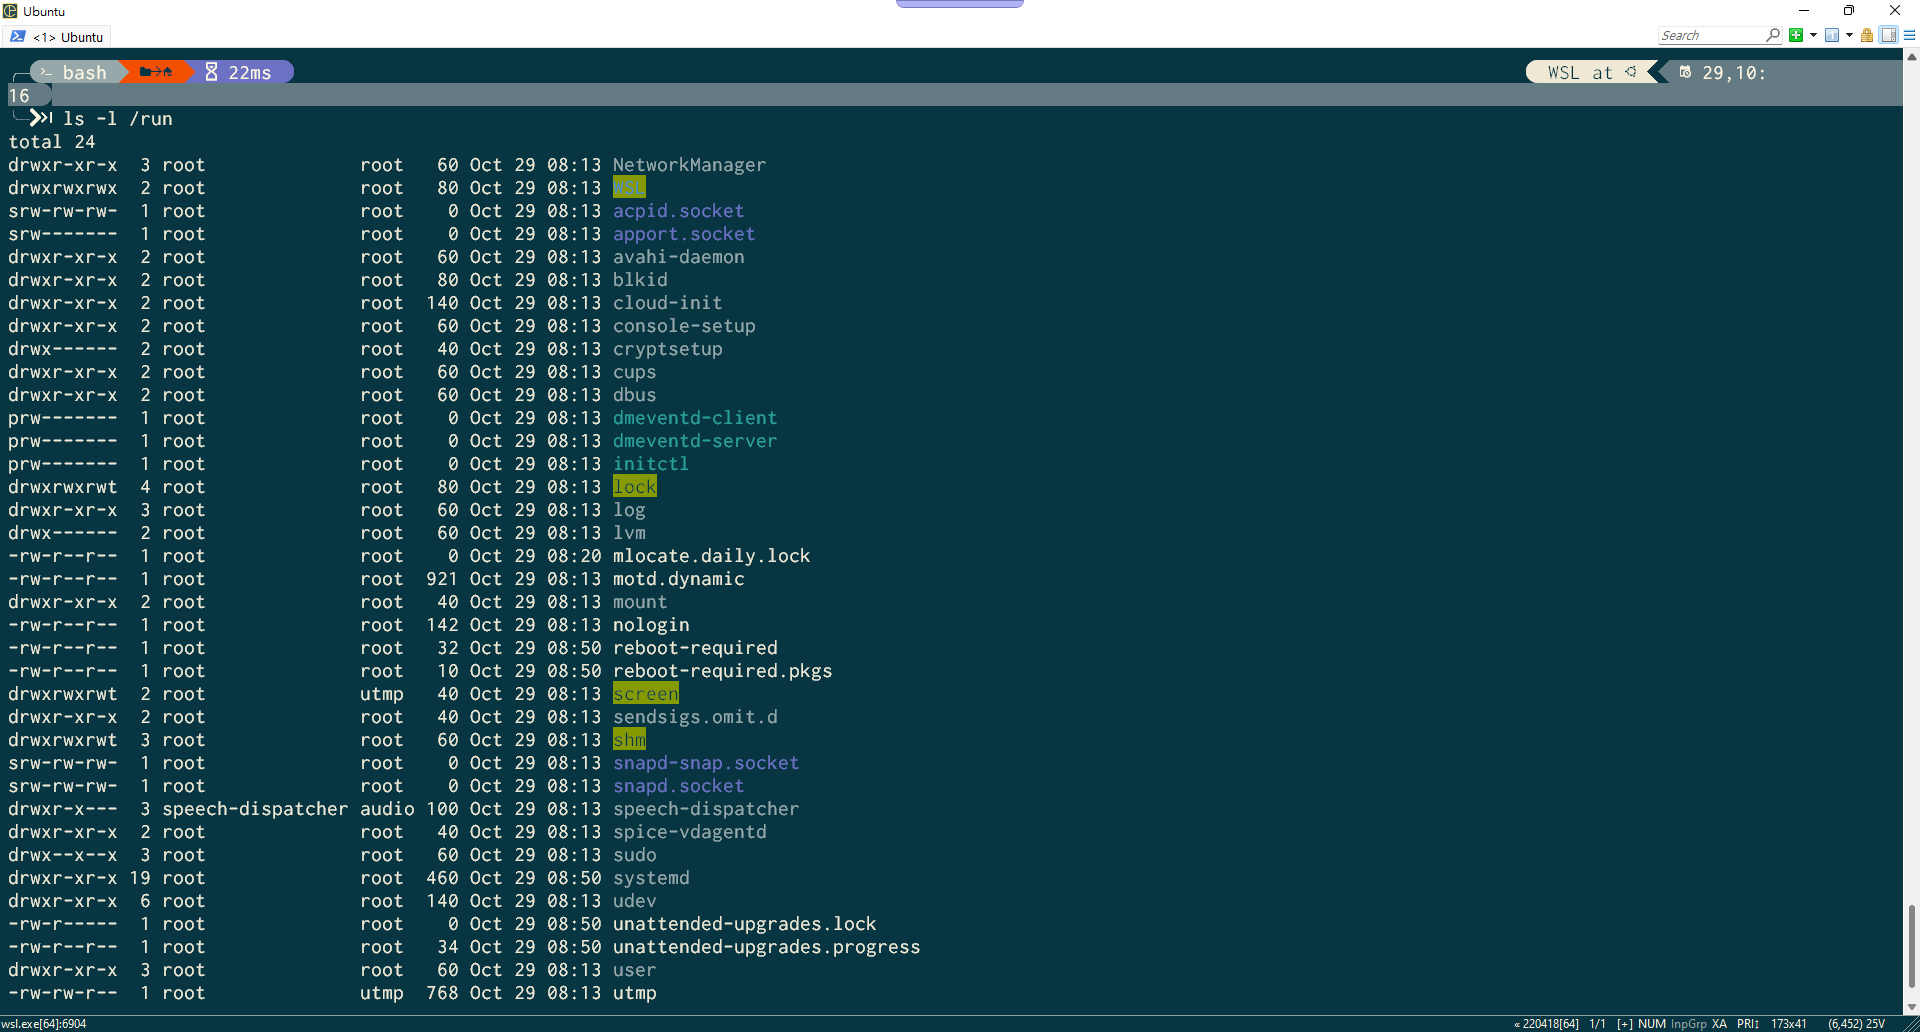 Ubuntu
<1> Ubuntu
Search
bash 22ms WSL at 29,10:
16
ls -l /run
total 24
drwxr-xr-x  3 root              root   60 Oct 29 08:13 NetworkManager
drwxrwxrwx  2 root              root   80 Oct 29 08:13 WSL
srw-rw-rw-  1 root              root    0 Oct 29 08:13 acpid.socket
srw-------  1 root              root    0 Oct 29 08:13 apport.socket
drwxr-xr-x  2 root              root   60 Oct 29 08:13 avahi-daemon
drwxr-xr-x  2 root              root   80 Oct 29 08:13 blkid
drwxr-xr-x  2 root              root  140 Oct 29 08:13 cloud-init
drwxr-xr-x  2 root              root   60 Oct 29 08:13 console-setup
drwx------  2 root              root   40 Oct 29 08:13 cryptsetup
drwxr-xr-x  2 root              root   60 Oct 29 08:13 cups
drwxr-xr-x  2 root              root   60 Oct 29 08:13 dbus
prw-------  1 root              root    0 Oct 29 08:13 dmeventd-client
prw-------  1 root              root    0 Oct 29 08:13 dmeventd-server
prw-------  1 root              root    0 Oct 29 08:13 initctl
drwxrwxrwt  4 root              root   80 Oct 29 08:13 lock
drwxr-xr-x  3 root              root   60 Oct 29 08:13 log
drwx------  2 root              root   60 Oct 29 08:13 lvm
-rw-r--r--  1 root              root    0 Oct 29 08:20 mlocate.daily.lock
-rw-r--r--  1 root              root  921 Oct 29 08:13 motd.dynamic
drwxr-xr-x  2 root              root   40 Oct 29 08:13 mount
-rw-r--r--  1 root              root  142 Oct 29 08:13 nologin
-rw-r--r--  1 root              root   32 Oct 29 08:50 reboot-required
-rw-r--r--  1 root              root   10 Oct 29 08:50 reboot-required.pkgs
drwxrwxrwt  2 root              utmp   40 Oct 29 08:13 screen
drwxr-xr-x  2 root              root   40 Oct 29 08:13 sendsigs.omit.d
drwxrwxrwt  3 root              root   60 Oct 29 08:13 shm
srw-rw-rw-  1 root              root    0 Oct 29 08:13 snapd-snap.socket
srw-rw-rw-  1 root              root    0 Oct 29 08:13 snapd.socket
drwxr-x---  3 speech-dispatcher audio 100 Oct 29 08:13 speech-dispatcher
drwxr-xr-x  2 root              root   40 Oct 29 08:13 spice-vdagentd
drwx--x--x  3 root              root   60 Oct 29 08:13 sudo
drwxr-xr-x 19 root              root  460 Oct 29 08:50 systemd
drwxr-xr-x  6 root              root  140 Oct 29 08:13 udev
-rw-r-----  1 root              root    0 Oct 29 08:50 unattended-upgrades.lock
-rw-r--r--  1 root              root   34 Oct 29 08:50 unattended-upgrades.progress
drwxr-xr-x  3 root              root   60 Oct 29 08:13 user
-rw-rw-r--  1 root              utmp  768 Oct 29 08:13 utmp
wsl.exe[64]:6904 « 220418[64] 1/1 [+] NUM InpGrp XA PRI↕ 173x41 (6,452) 25V